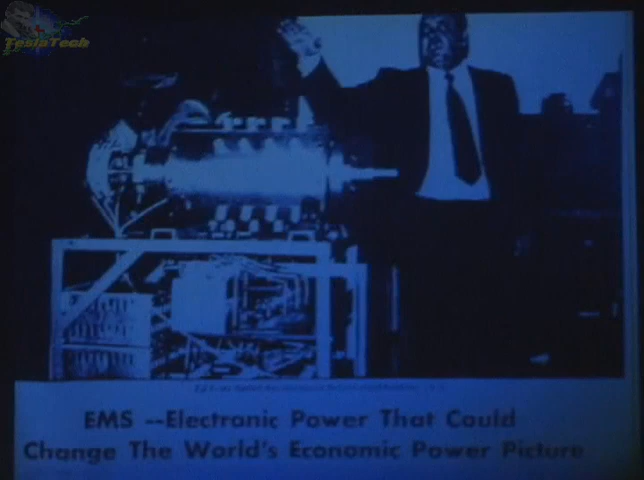 TeslaTech
EMS --Electronic Power That Could
Change The World's Economic Power Picture